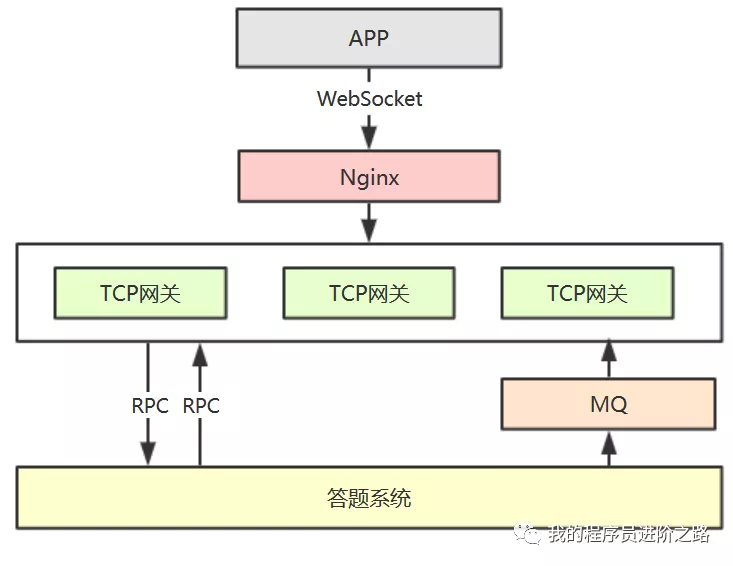 APP
WebSocket
Nginx
TCP网关 TCP网关 TCP网关
RPC RPC
MQ
答题系统
我的程序员进阶之路